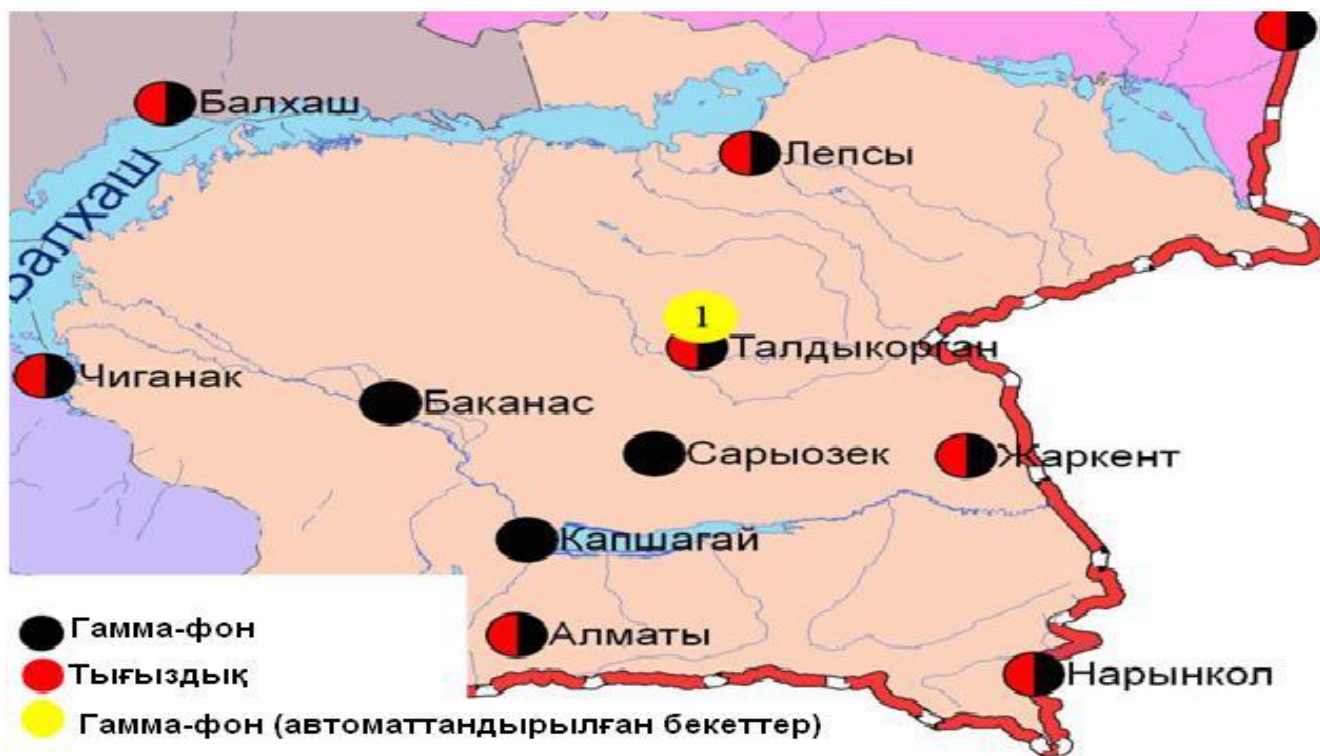 Балхаш
Лепсы
Балхаш
1
Талдыкорган
Чиганак
Баканас
Сарыозек
Жаркент
Капшагай
Алматы
Нарынкол
Гамма-фон
Тығыздық
Гамма-фон (автоматтандырылған бекеттер)